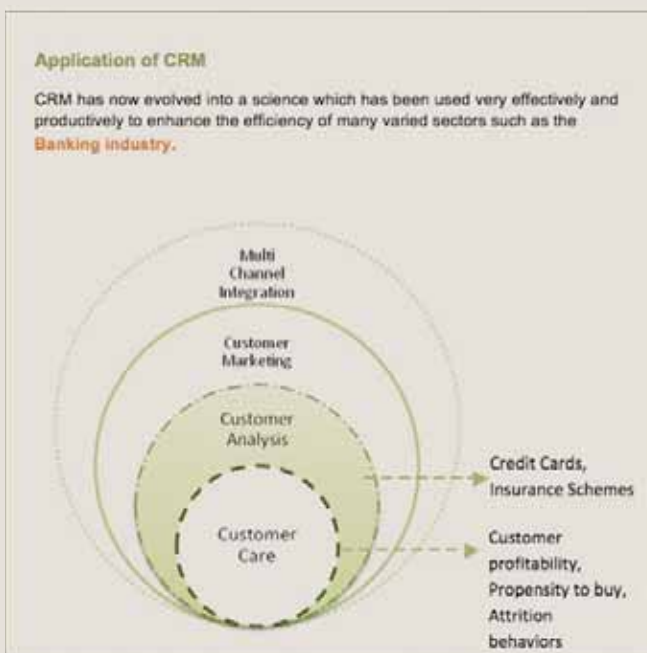 Application of CRM
CRM has now evolved into a science which has been used very effectively and
productively to enhance the efficiency of many varied sectors such as the
Banking industry.
Multi
Channel
Integration
Customer
Marketing
Customer
Analysis
Customer
Care
Credit Cards,
Insurance Schemes
Customer
profitability,
Propensity to buy,
Attrition
behaviors